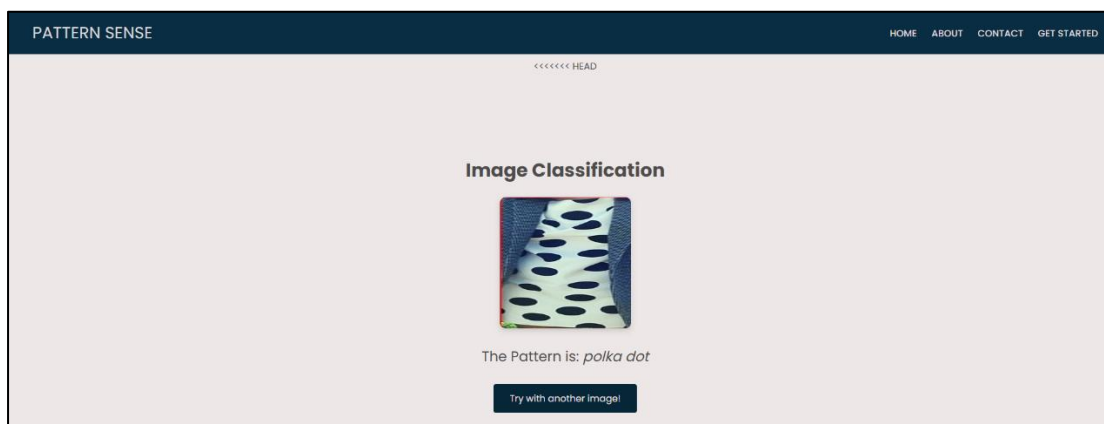 PATTERN SENSE
HOME ABOUT CONTACT GET STARTED
<<<<<<< HEAD
Image Classification
The Pattern is: polka dot
Try with another image!